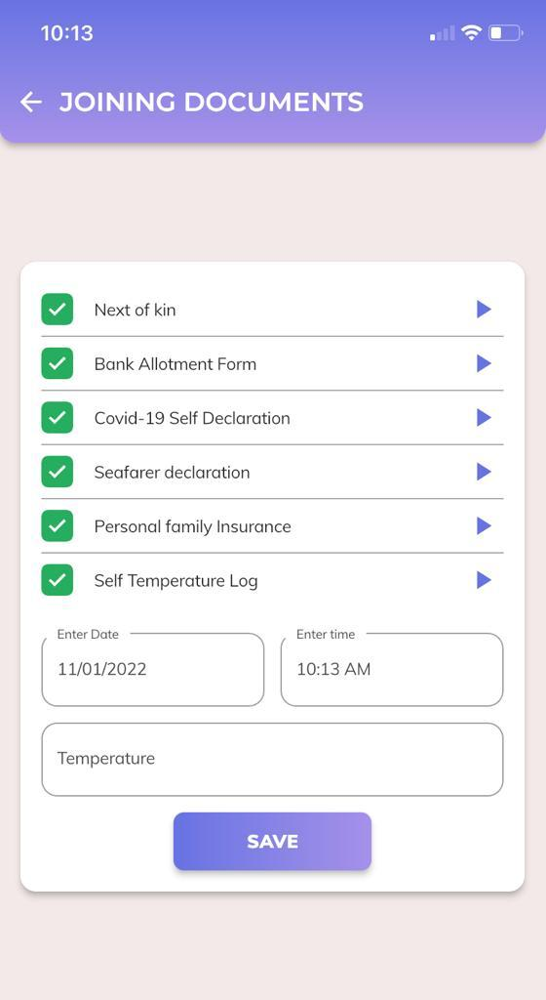 10:13
JOINING DOCUMENTS
Next of kin
Bank Allotment Form
Covid-19 Self Declaration
Seafarer declaration
Personal family Insurance
Self Temperature Log
Enter Date
Enter time
11/01/2022
10:13 AM
Temperature
SAVE